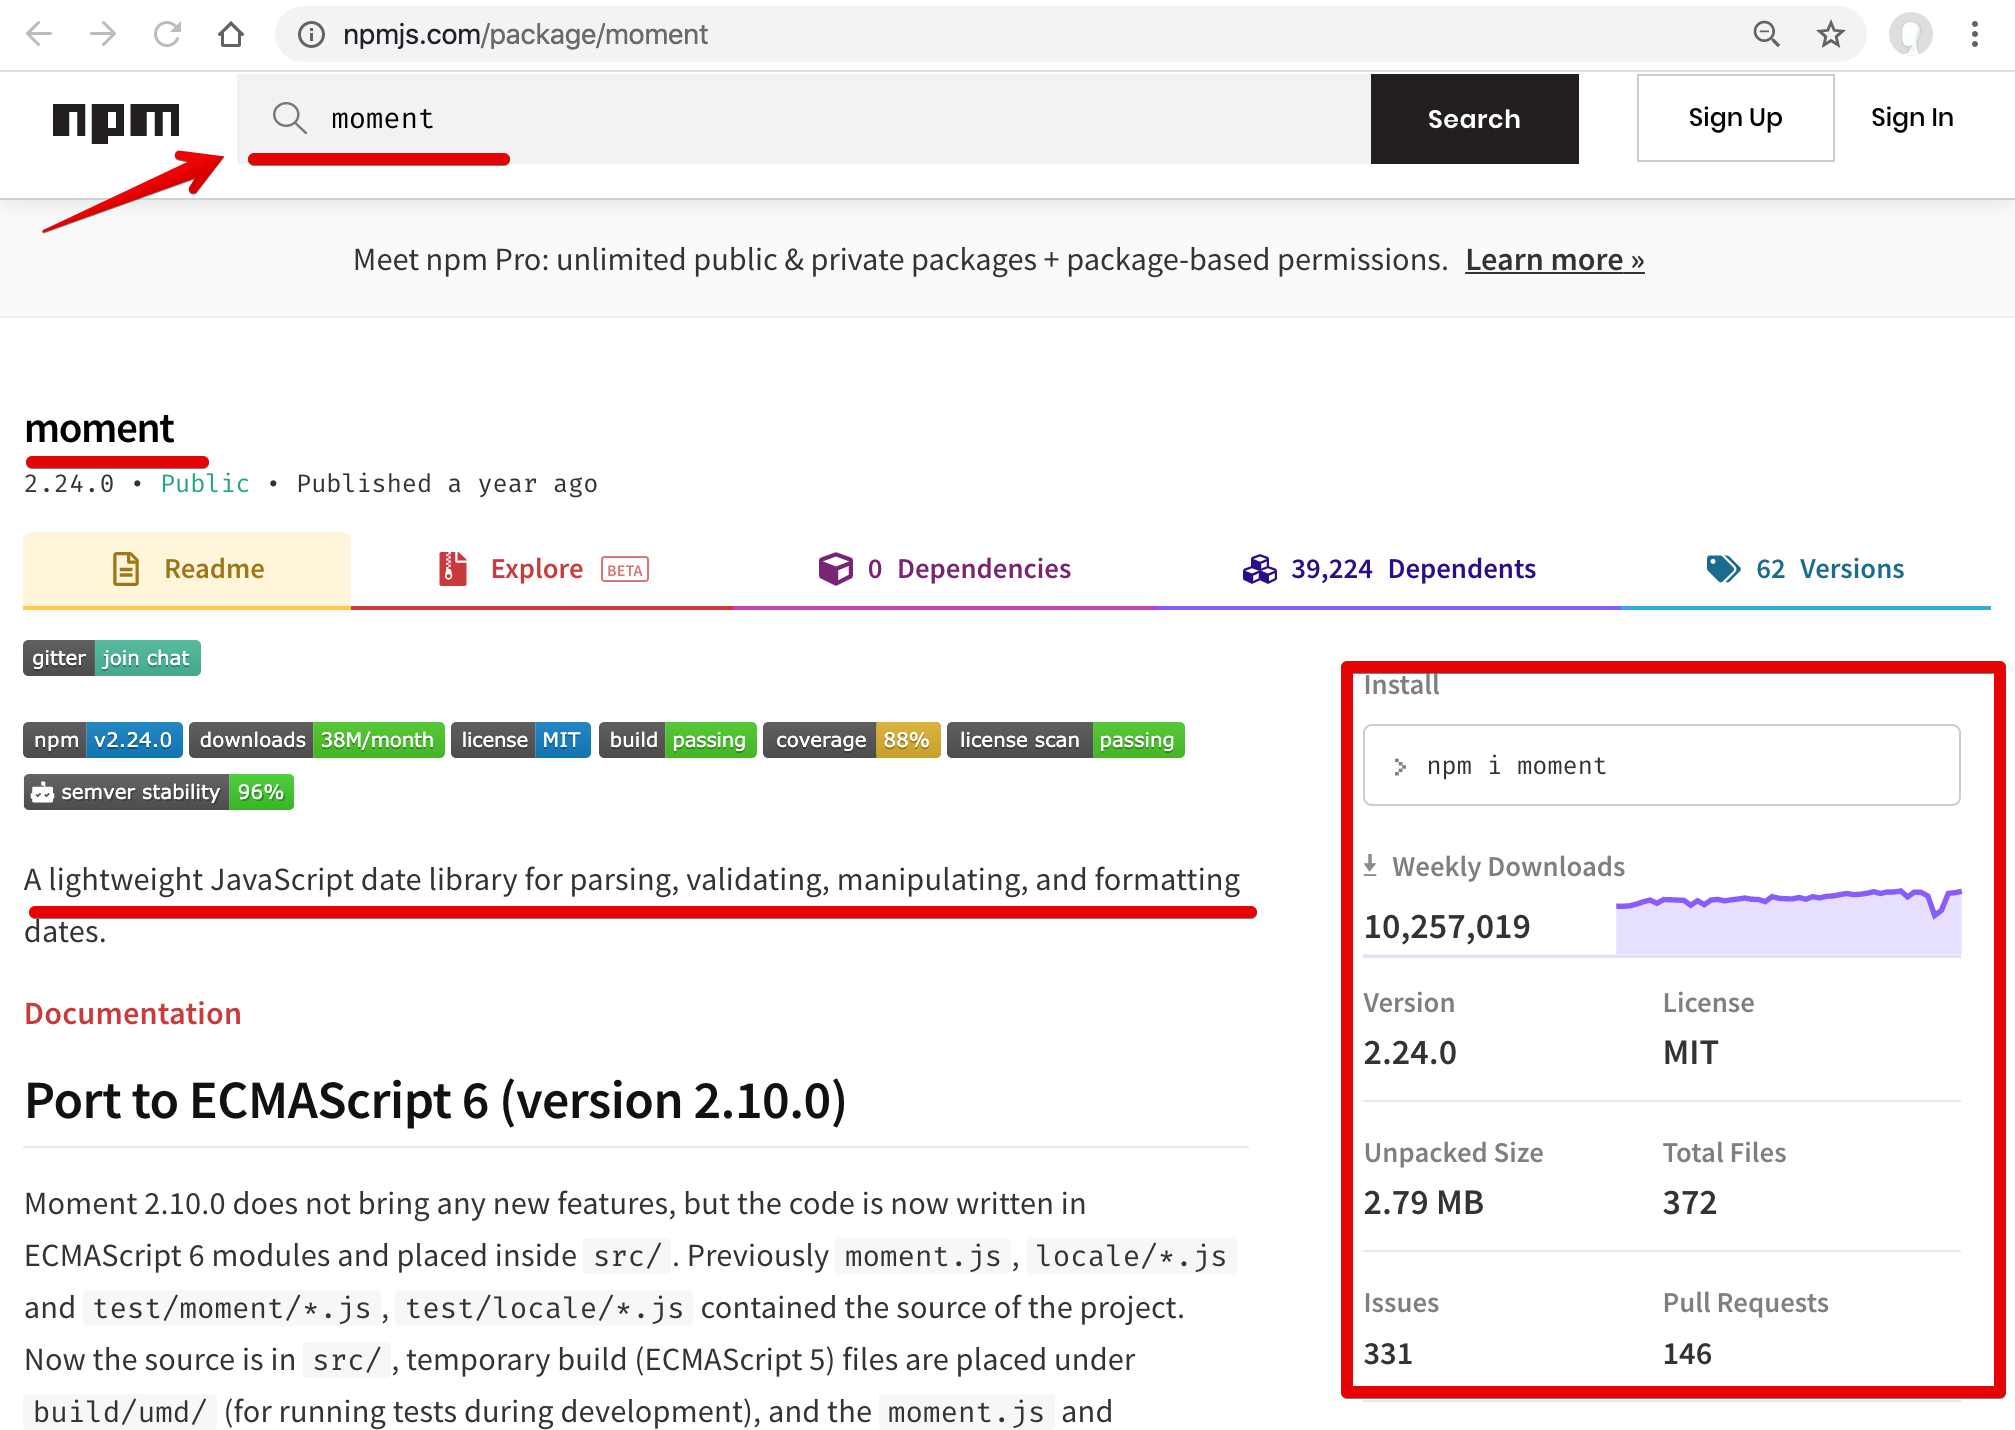 npmjs.com/package/moment
npm
moment
Search
Sign Up
Sign In
Meet npm Pro: unlimited public & private packages + package-based permissions. Learn more »
moment
2.24.0 • Public • Published a year ago
Readme
Explore BETA
0 Dependencies
39,224 Dependents
62 Versions
gitter join chat
npm v2.24.0 downloads 38M/month license MIT build passing coverage 88% license scan passing
semver stability 96%
A lightweight JavaScript date library for parsing, validating, manipulating, and formatting
dates.
Documentation
Port to ECMAScript 6 (version 2.10.0)
Moment 2.10.0 does not bring any new features, but the code is now written in
ECMAScript 6 modules and placed inside src/. Previously moment.js, locale/*.js
and test/moment/*.js, test/locale/*.js contained the source of the project.
Now the source is in src/, temporary build (ECMAScript 5) files are placed under
build/umd/ (for running tests during development), and the moment.js and
Install
> npm i moment
Weekly Downloads
10,257,019
Version
2.24.0
License
MIT
Unpacked Size
2.79 MB
Total Files
372
Issues
331
Pull Requests
146